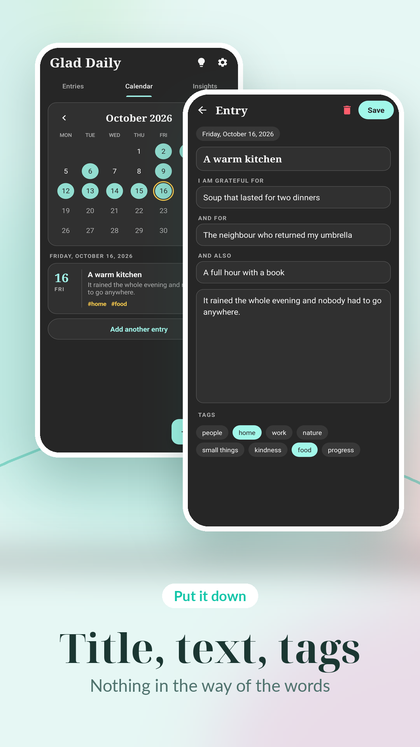 Glad Daily
Entries Calendar Insights
October 2026
MON TUE WED THU FRI
1 2
5 6 7 8 9
12 13 14 15 16
19 20 21 22 23
26 27 28 29 30
FRIDAY, OCTOBER 16, 2026
16
FRI
A warm kitchen
It rained the whole evening and
to go anywhere.
#home #food
Add another entry
Entry
Save
Friday, October 16, 2026
A warm kitchen
I AM GRATEFUL FOR
Soup that lasted for two dinners
AND FOR
The neighbour who returned my umbrella
AND ALSO
A full hour with a book
It rained the whole evening and nobody had to go
anywhere.
TAGS
people home work nature
small things kindness food progress
Put it down
Title, text, tags
Nothing in the way of the words